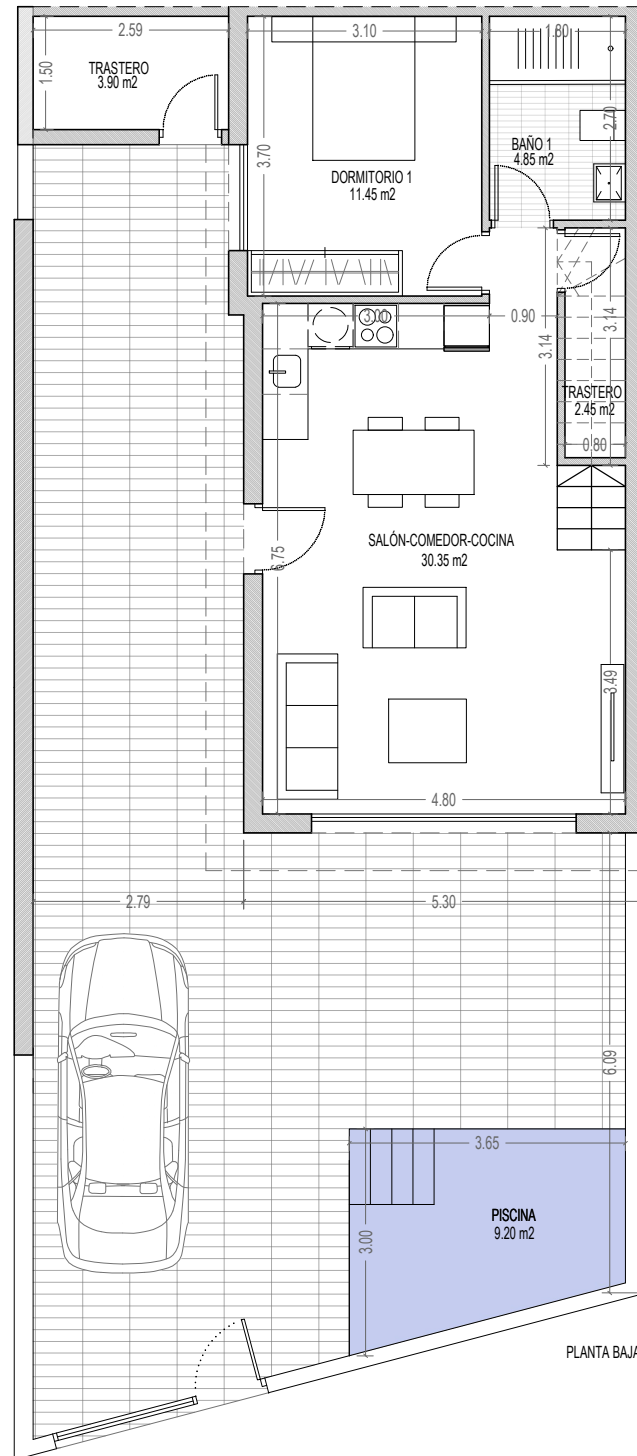 2.59
3.10
1.80
1.50
TRASTERO
3.90 m2
2.70
BAÑO 1
4.85 m2
3.70
DORMITORIO 1
11.45 m2
3.00
0.90
3.14
3.14
TRASTERO
2.45 m2
0.80
SALÓN-COMEDOR-COCINA
30.35 m2
6.75
3.49
4.80
2.79
5.30
6.09
3.65
3.00
PISCINA
9.20 m2
PLANTA BAJA